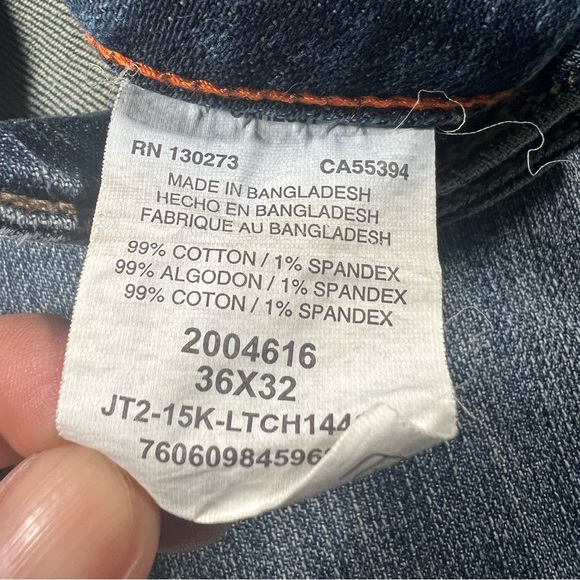 RN 130273 CA55394
MADE IN BANGLADESH
HECHO EN BANGLADESH
FABRIQUE AU BANGLADESH
99% COTTON / 1% SPANDEX
99% ALGODON / 1% SPANDEX
99% COTON / 1% SPANDEX
2004616
36X32